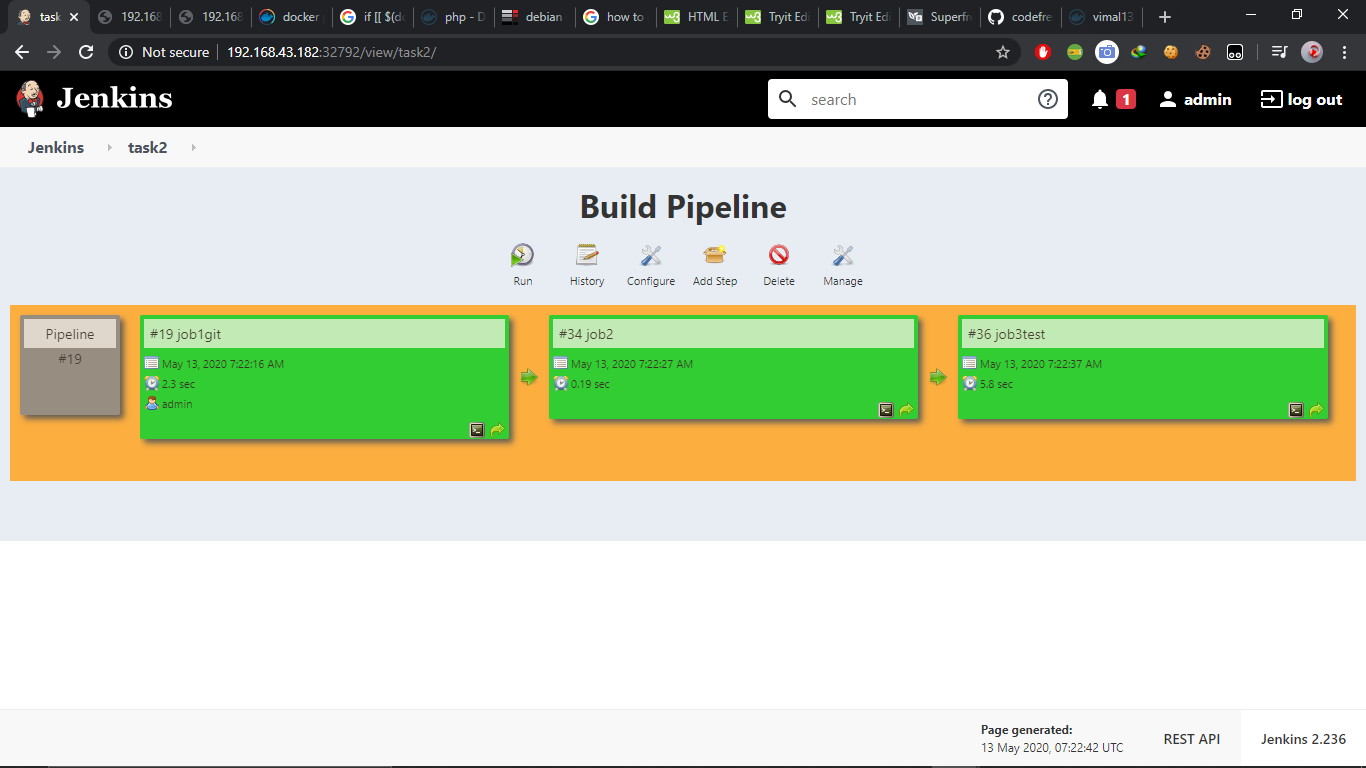 task
192.168
192.168
docker
if [[ $(d
php - D
debian
how to
HTML E
Tryit Edi
Tryit Edi
Superfr
codefre
vimal13
Not secure
192.168.43.182:32792/view/task2/
Jenkins
search
1
admin
log out
Jenkins
task2
Build Pipeline
Run
History
Configure
Add Step
Delete
Manage
Pipeline
#19
#19 job1git
May 13, 2020 7:22:16 AM
2.3 sec
admin
#34 job2
May 13, 2020 7:22:27 AM
0.19 sec
#36 job3test
May 13, 2020 7:22:37 AM
5.8 sec
Page generated:
13 May 2020, 07:22:42 UTC
REST API
Jenkins 2.236